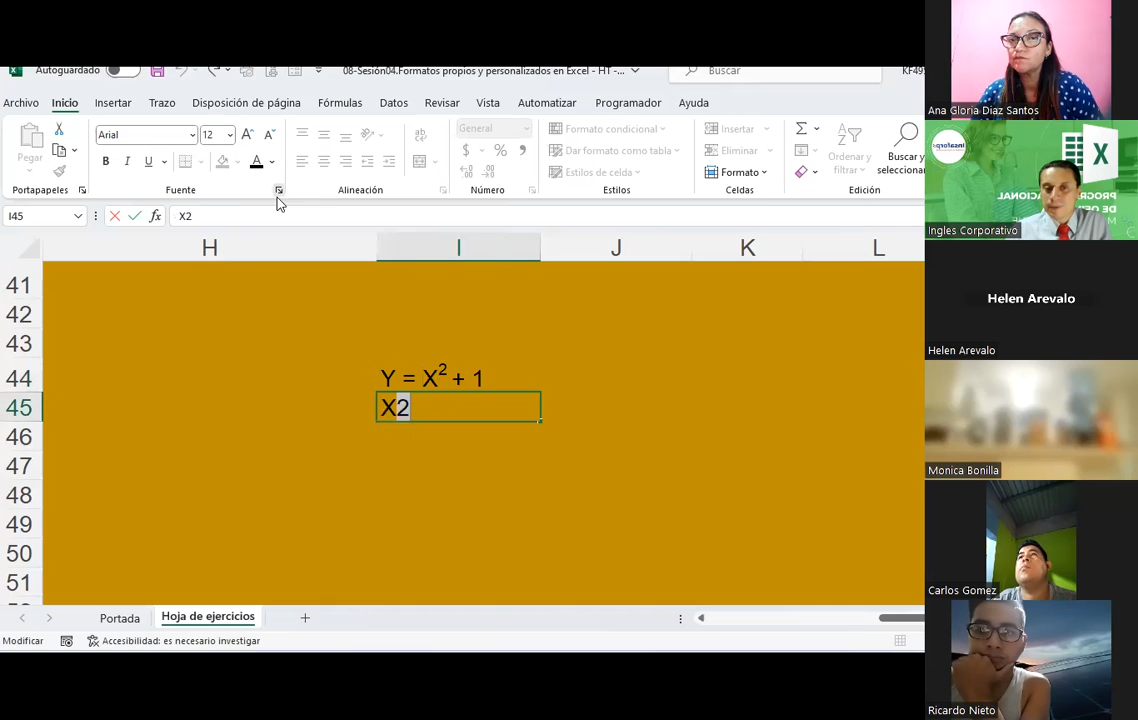 Autoguardado
08-Sesión04.Formatos propios y personalizados en Excel - HT -...
Buscar
KF49
Archivo Inicio Insertar Trazo Disposición de página Fórmulas Datos Revisar Vista Automatizar Programador Ayuda
Pegar
Portapapeles
Arial 12
N K S
Fuente
Alineación
General
$ % ,
Número
Formato condicional
Dar formato como tabla
Estilos de celda
Estilos
Insertar
Eliminar
Formato
Celdas
Ordenar y
filtrar
Buscar y
seleccionar
Edición
I45
fx
X2
H I J K L
41
42
43
44 Y = X² + 1
45 X2
46
47
48
49
50
51
Portada Hoja de ejercicios
Modificar
Accesibilidad: es necesario investigar
Ana Gloria Diaz Santos
Ingles Corporativo
Helen Arevalo
Helen Arevalo
Monica Bonilla
Carlos Gomez
Ricardo Nieto